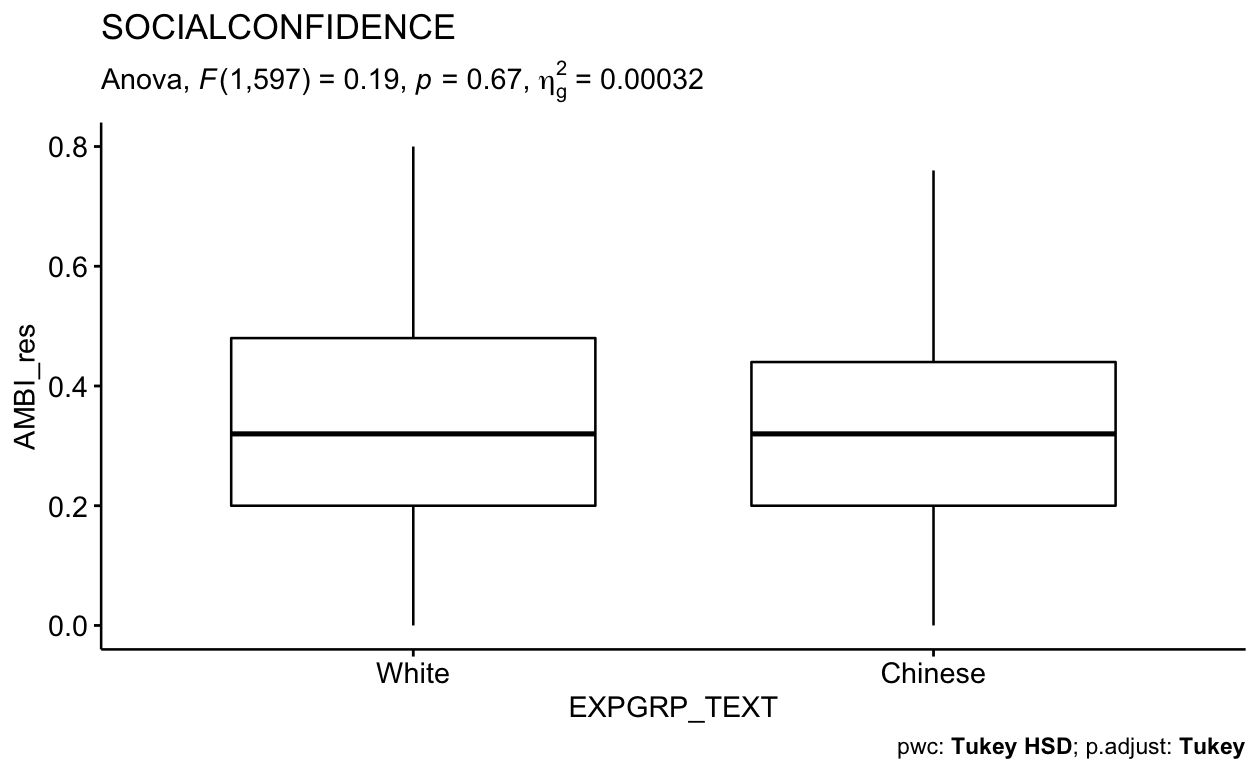 SOCIALCONFIDENCE
Anova, F(1,597) = 0.19, p = 0.67, η²g = 0.00032
0.8
0.6
0.4
0.2
0.0
AMBI_res
White Chinese
EXPGRP_TEXT
pwc: Tukey HSD; p.adjust: Tukey